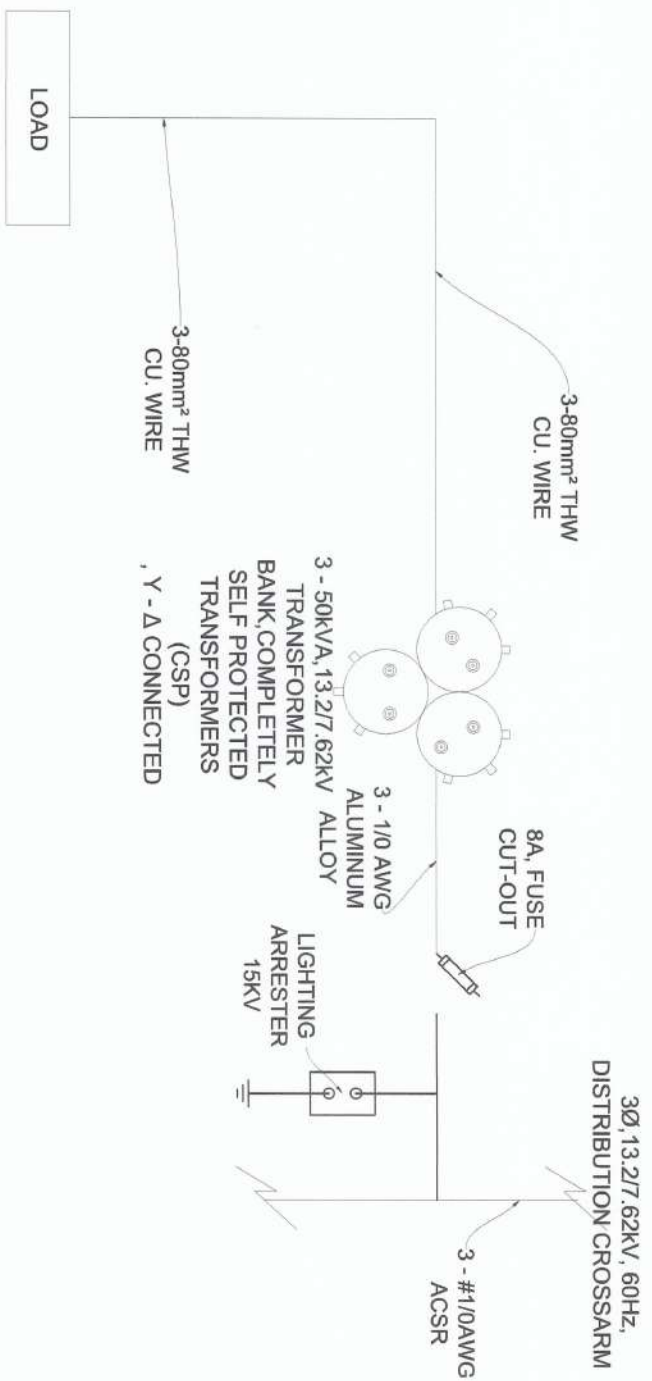 3Ø,13.2/7.62kV, 60Hz,
DISTRIBUTION CROSSARM
3 - #1/0AWG
ACSR
8A, FUSE
CUT-OUT
LIGHTING
ARRESTER
15KV
3 - 1/0 AWG
ALUMINUM
ALLOY
3 - 50kVA,13.2/7.62kV
TRANSFORMER
BANK,COMPLETELY
SELF PROTECTED
TRANSFORMERS
(CSP)
, Y - Δ CONNECTED
3-80mm² THW
CU. WIRE
3-80mm² THW
CU. WIRE
LOAD